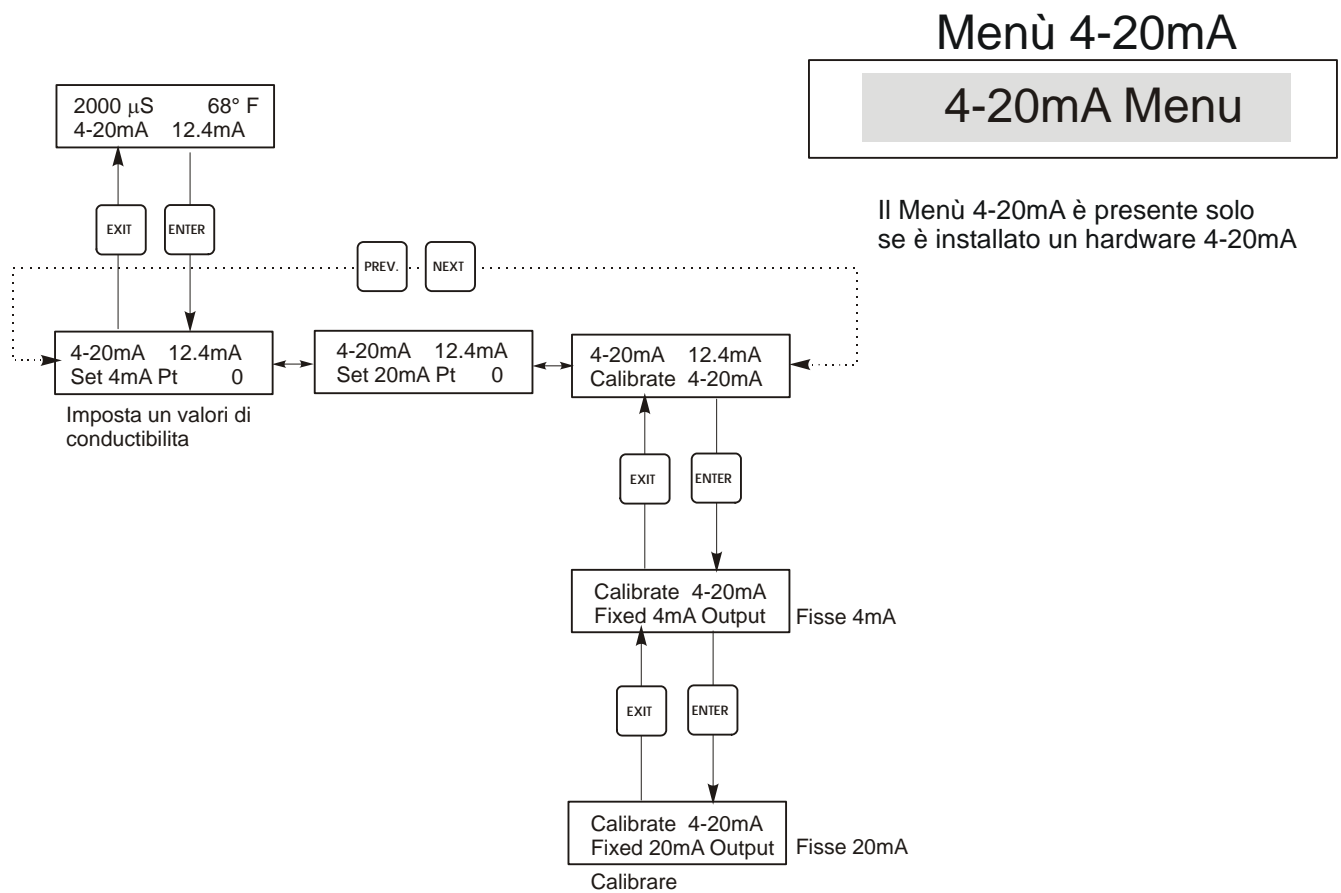 Menù 4-20mA
4-20mA Menu
Il Menù 4-20mA è presente solo
se è installato un hardware 4-20mA
2000 μS 68° F
4-20mA 12.4mA
EXIT
ENTER
PREV.
NEXT
4-20mA 12.4mA
Set 4mA Pt 0
Imposta un valori di
conductibilita
4-20mA 12.4mA
Set 20mA Pt 0
4-20mA 12.4mA
Calibrate 4-20mA
EXIT
ENTER
Calibrate 4-20mA
Fixed 4mA Output
Fisse 4mA
EXIT
ENTER
Calibrate 4-20mA
Fixed 20mA Output
Fisse 20mA
Calibrare